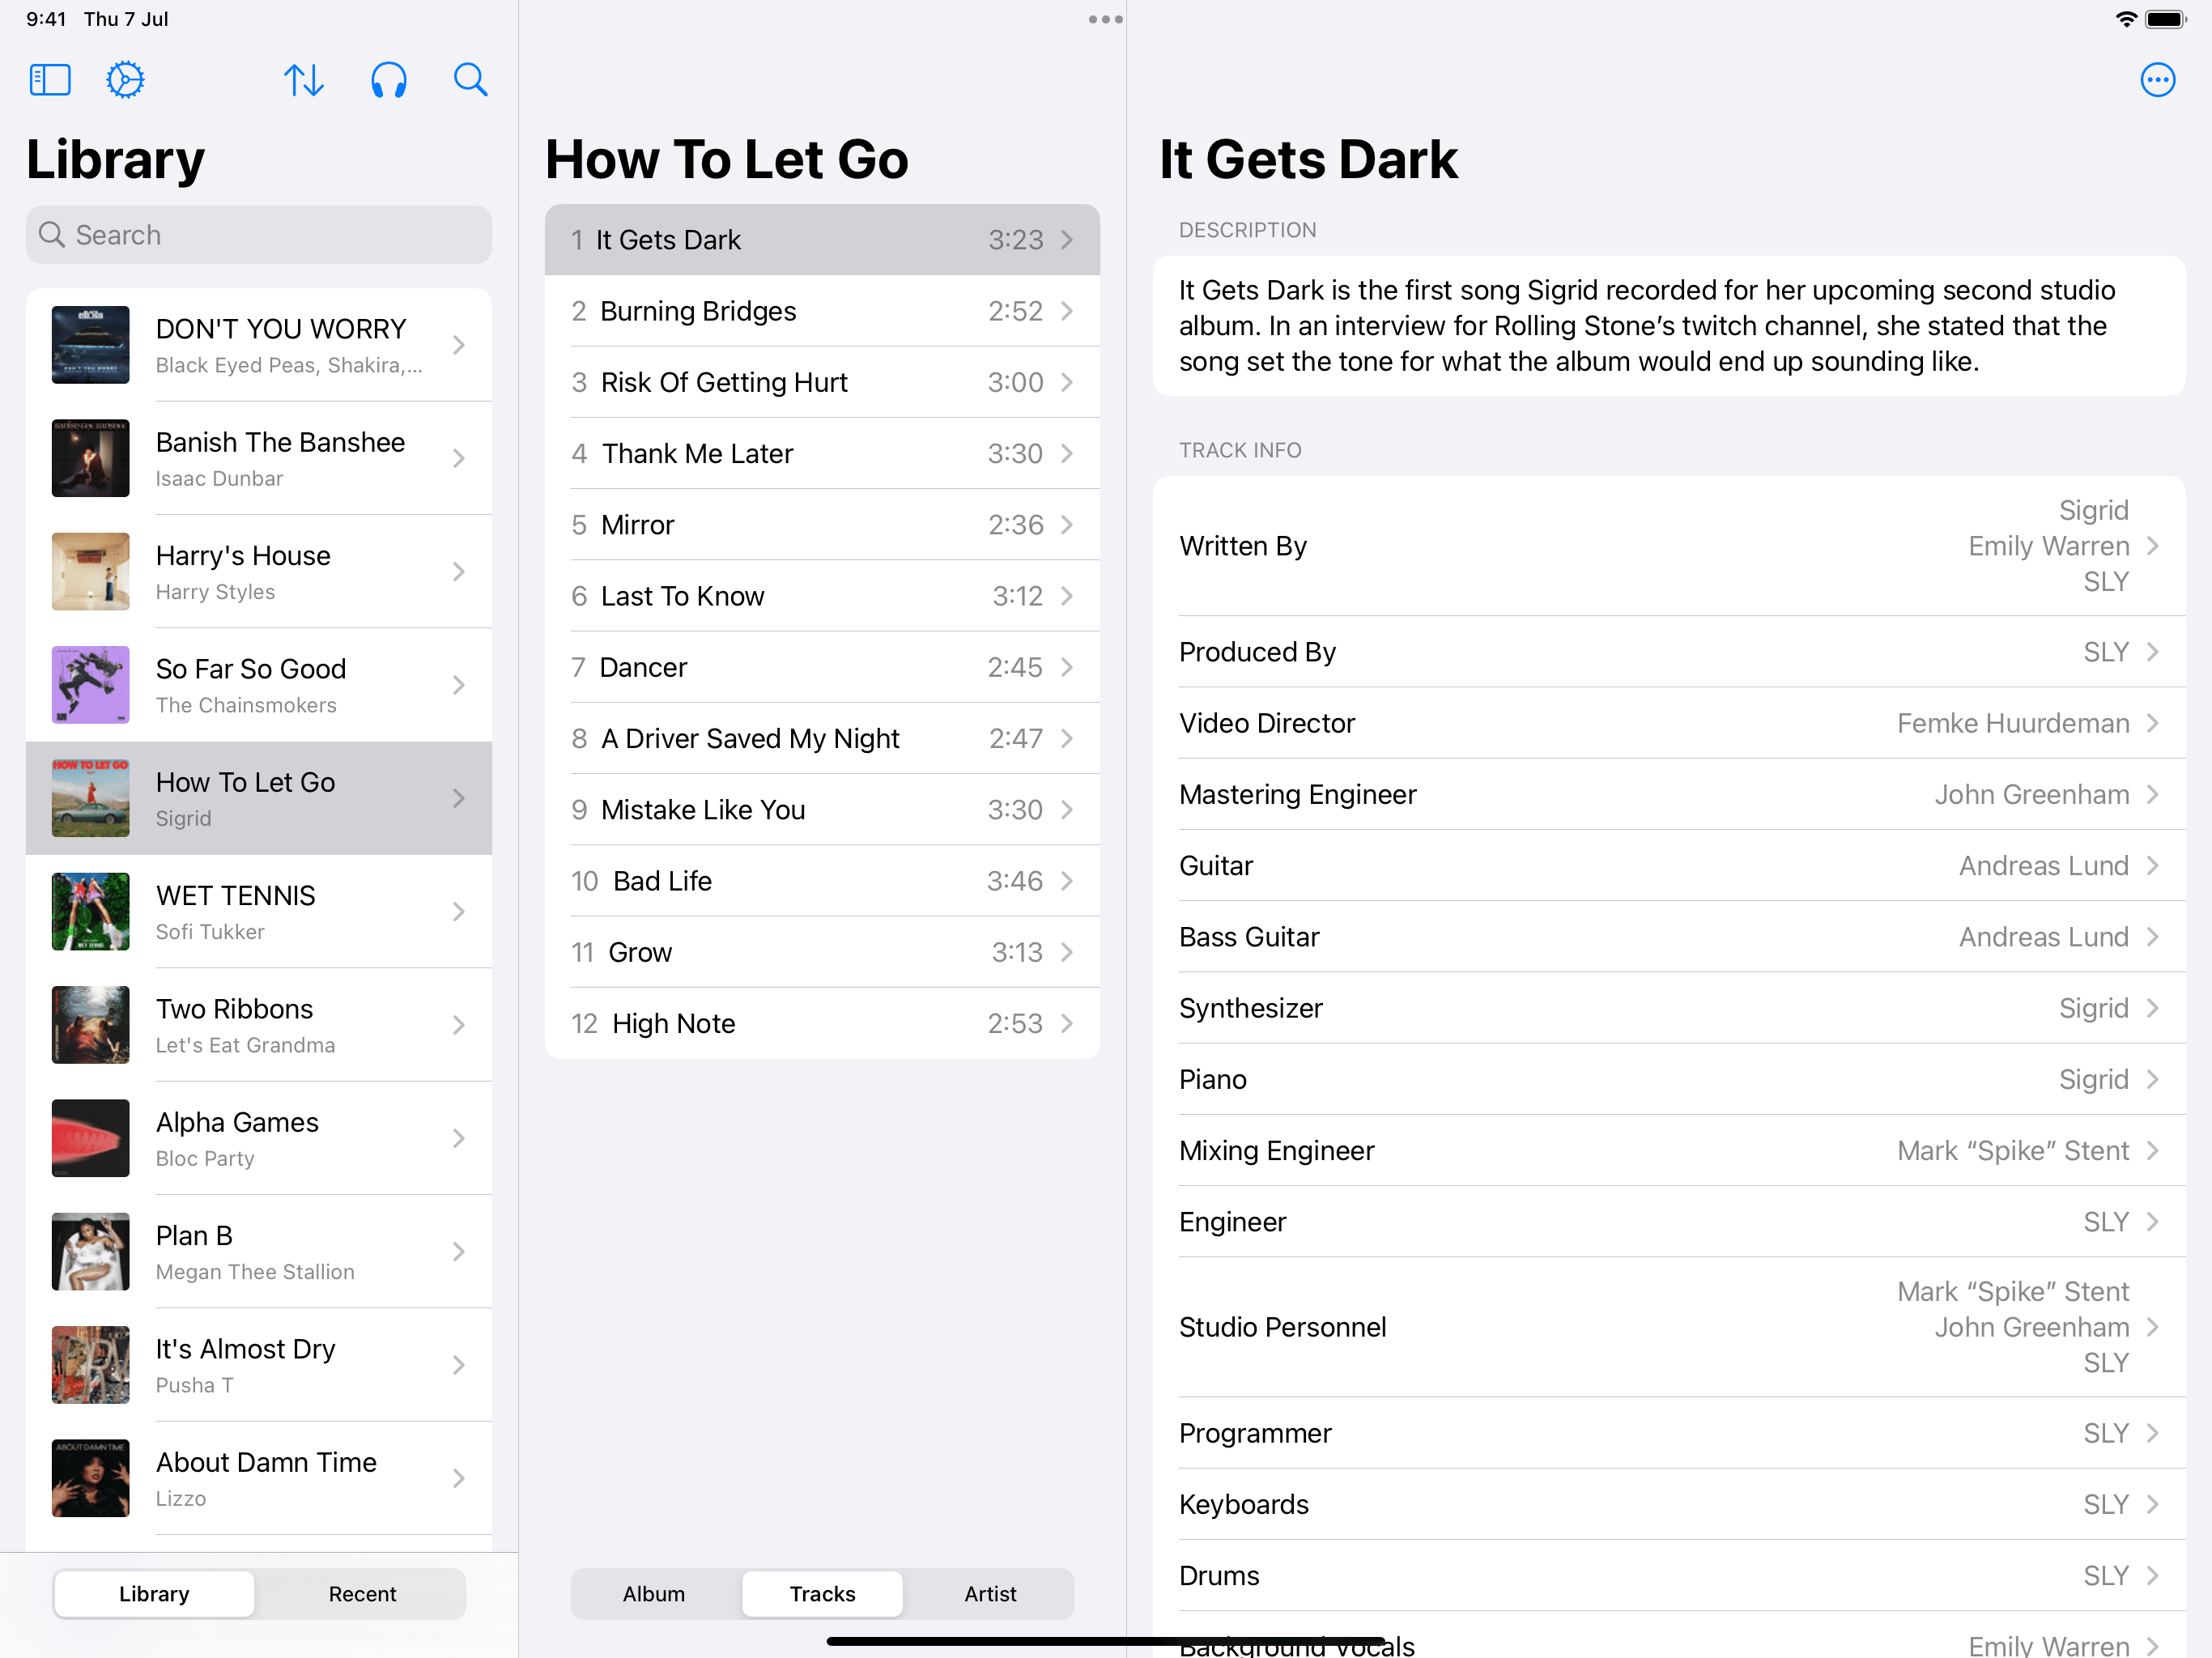 9:41 Thu 7 Jul
Library
Search
DON'T YOU WORRY
Black Eyed Peas, Shakira,...
Banish The Banshee
Isaac Dunbar
Harry's House
Harry Styles
So Far So Good
The Chainsmokers
HOW TO LET GO
How To Let Go
Sigrid
WET TENNIS
WET TENNIS
Sofi Tukker
Two Ribbons
Let's Eat Grandma
Alpha Games
Bloc Party
Plan B
Megan Thee Stallion
It's Almost Dry
Pusha T
ABOUT DAMN TIME
About Damn Time
Lizzo
Library
Recent
How To Let Go
1 It Gets Dark 3:23
2 Burning Bridges 2:52
3 Risk Of Getting Hurt 3:00
4 Thank Me Later 3:30
5 Mirror 2:36
6 Last To Know 3:12
7 Dancer 2:45
8 A Driver Saved My Night 2:47
9 Mistake Like You 3:30
10 Bad Life 3:46
11 Grow 3:13
12 High Note 2:53
Album
Tracks
Artist
It Gets Dark
DESCRIPTION
It Gets Dark is the first song Sigrid recorded for her upcoming second studio
album. In an interview for Rolling Stone’s twitch channel, she stated that the
song set the tone for what the album would end up sounding like.
TRACK INFO
Written By
Sigrid
Emily Warren
SLY
Produced By SLY
Video Director Femke Huurdeman
Mastering Engineer John Greenham
Guitar Andreas Lund
Bass Guitar Andreas Lund
Synthesizer Sigrid
Piano Sigrid
Mixing Engineer Mark “Spike” Stent
Engineer SLY
Studio Personnel
Mark “Spike” Stent
John Greenham
SLY
Programmer SLY
Keyboards SLY
Drums SLY
Background Vocals Emily Warren